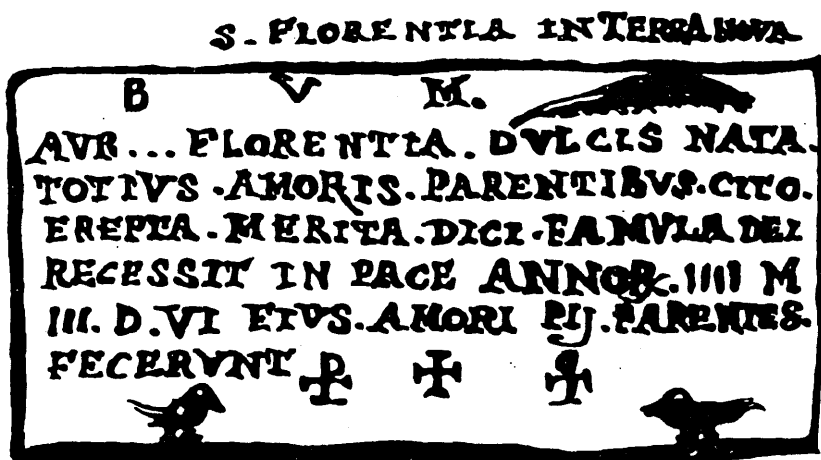 S. FLORENTIA IN TERRA NOVA
B V M.
AVR... FLORENTIA. DVLCIS NATA.
TOTIVS. AMORIS. PARENTIBVS. CITO.
EREPTA. MERITA. DICI. FAMVLA DEI
RECESSIT IN PACE ANNOR. IIII M
III. D. VI EIVS. AMORI PIJ. PARENTES.
FECERVNT